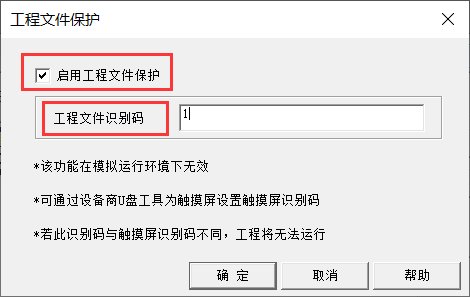 工程文件保护
启用工程文件保护
工程文件识别码 1
*该功能在模拟运行环境下无效
*可通过设备商U盘工具为触摸屏设置触摸屏识别码
*若此识别码与触摸屏识别码不同，工程将无法运行
确 定 取消 帮助